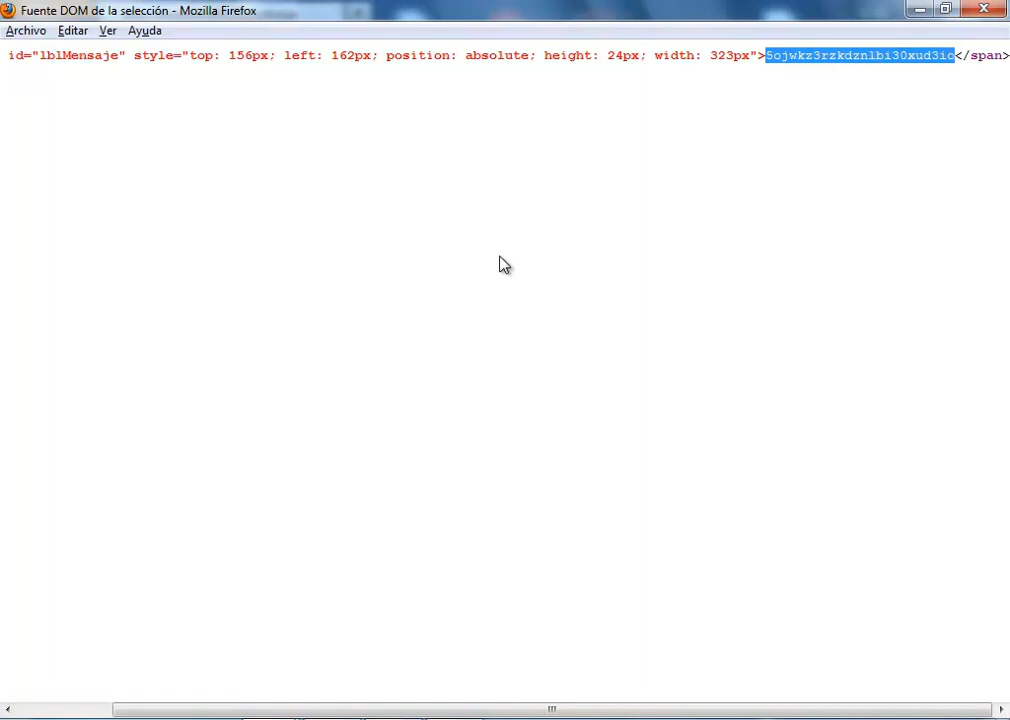 Fuente DOM de la selección - Mozilla Firefox
Archivo Editar Ver Ayuda
id="lblMensaje" style="top: 156px; left: 162px; position: absolute; height: 24px; width: 323px">5ojwkz3rzkdznlbi30xud3ic</span>